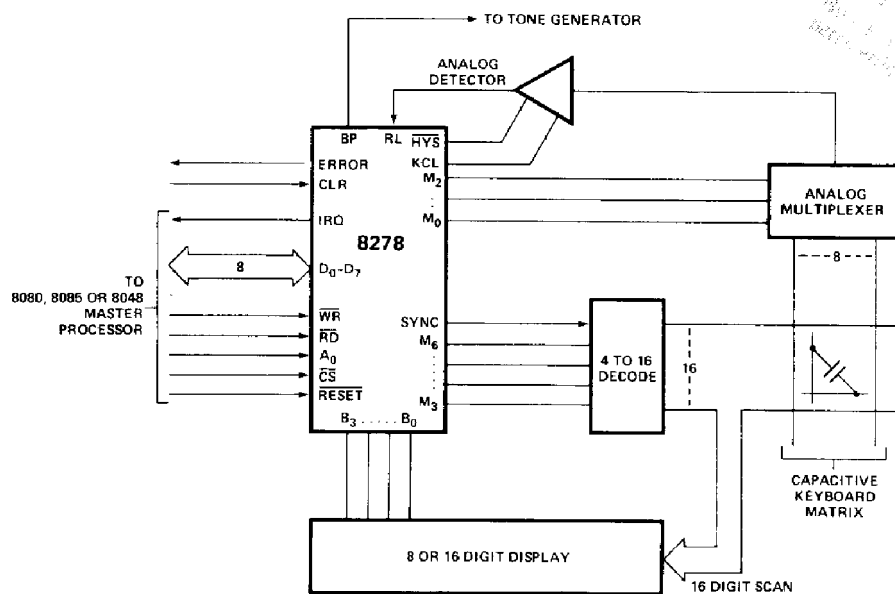 TO TONE GENERATOR
ANALOG
DETECTOR
BP
RL
HYS
KCL
M2
M0
ERROR
CLR
IRQ
8278
D0-D7
8
TO
8080, 8085 OR 8048
MASTER
PROCESSOR
WR
RD
A0
CS
RESET
SYNC
M6
M3
B3 ..... B0
ANALOG
MULTIPLEXER
8
4 TO 16
DECODE
16
CAPACITIVE
KEYBOARD
MATRIX
8 OR 16 DIGIT DISPLAY
16 DIGIT SCAN